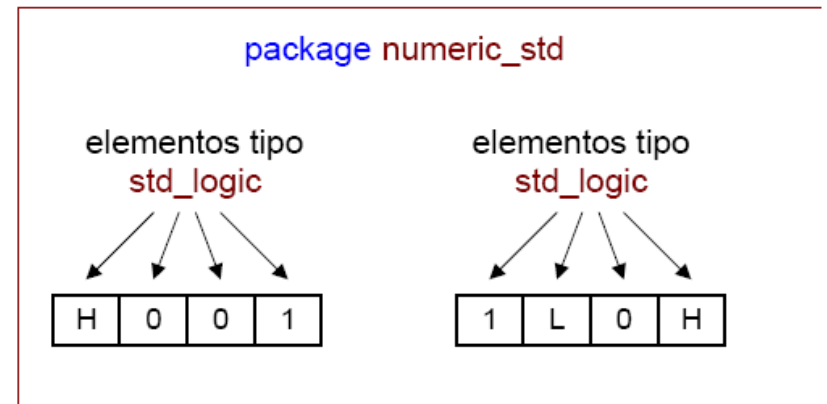 package numeric_std
elementos tipo
std_logic
H 0 0 1
elementos tipo
std_logic
1 L 0 H